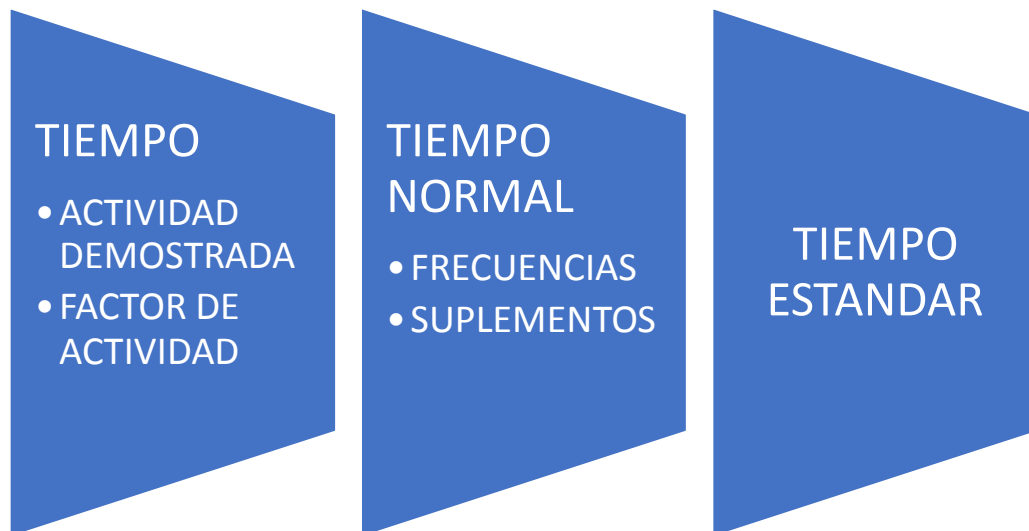 TIEMPO
• ACTIVIDAD
DEMOSTRADA
• FACTOR DE
ACTIVIDAD
TIEMPO
NORMAL
• FRECUENCIAS
• SUPLEMENTOS
TIEMPO
ESTANDAR